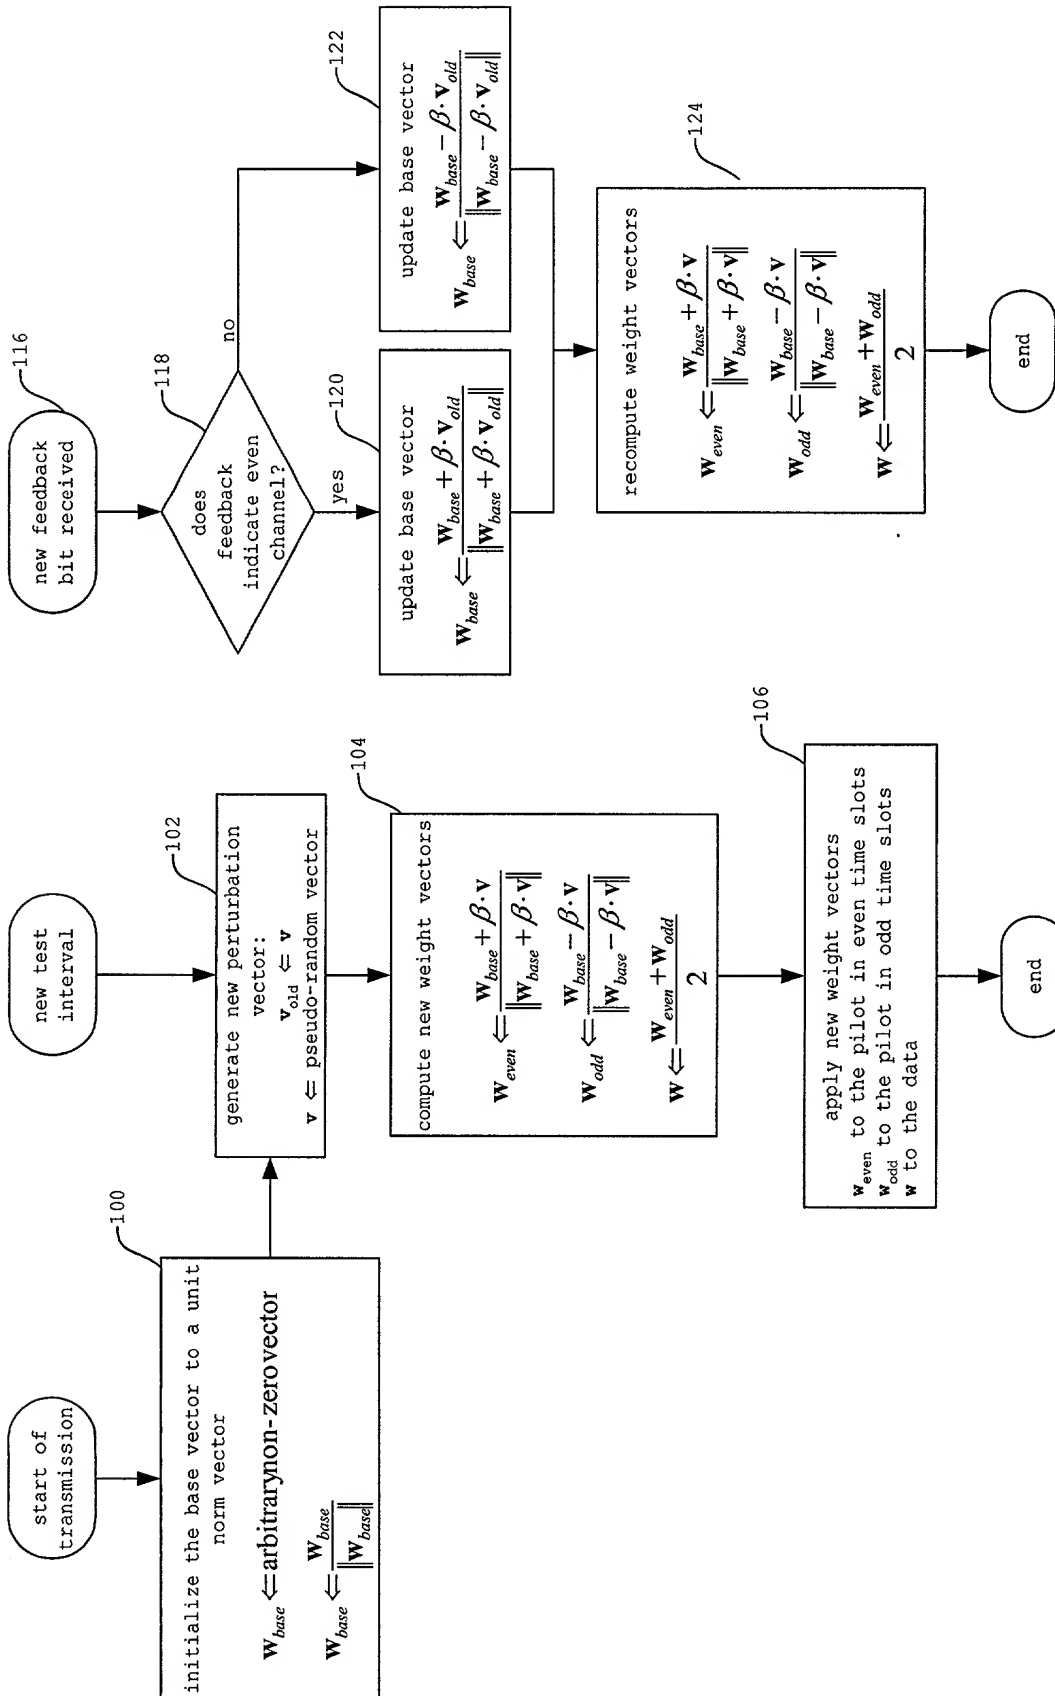 start of
transmission
100
initialize the base vector to a unit
norm vector
w_base ⇐ arbitrarynon-zerovector
w_base ⇐ w_base / ‖w_base‖
new test
interval
102
generate new perturbation
vector:
v_old ⇐ v
v ⇐ pseudo-random vector
104
compute new weight vectors
w_even ⇐ w_base + β·v / ‖w_base + β·v‖
w_odd ⇐ w_base − β·v / ‖w_base − β·v‖
w ⇐ w_even + w_odd / 2
106
apply new weight vectors
w_even to the pilot in even time slots
w_odd to the pilot in odd time slots
w to the data
end
new feedback
bit received
116
118
does
feedback
indicate even
channel?
yes
no
120
update base vector
w_base ⇐ w_base + β·v_old / ‖w_base + β·v_old‖
122
update base vector
w_base ⇐ w_base − β·v_old / ‖w_base − β·v_old‖
124
recompute weight vectors
w_even ⇐ w_base + β·v / ‖w_base + β·v‖
w_odd ⇐ w_base − β·v / ‖w_base − β·v‖
w ⇐ w_even + w_odd / 2
end